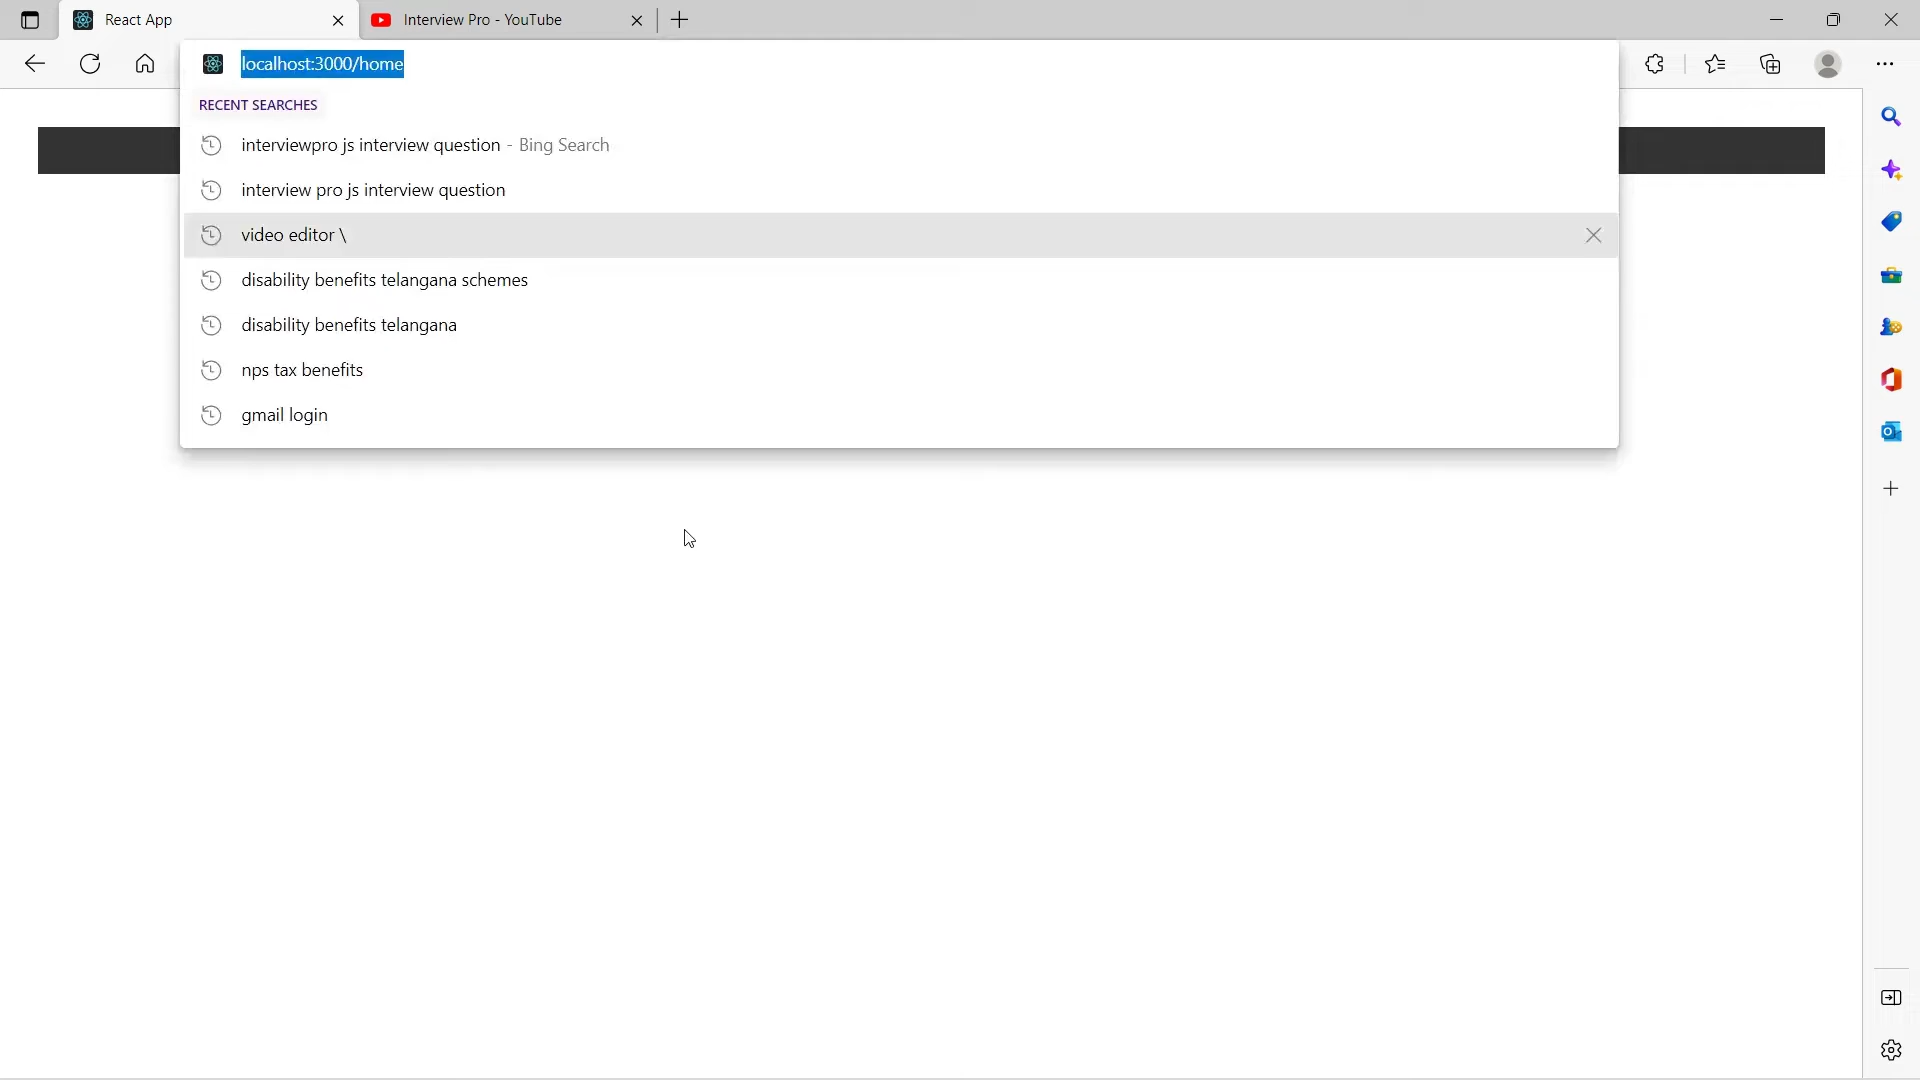 React App
Interview Pro - YouTube
localhost:3000/home
RECENT SEARCHES
interviewpro js interview question - Bing Search
interview pro js interview question
video editor \
disability benefits telangana schemes
disability benefits telangana
nps tax benefits
gmail login